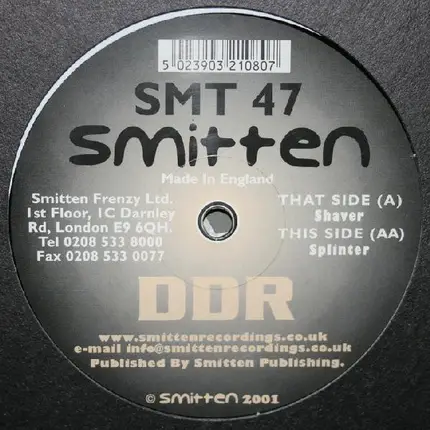 5 023903 210807
SMT 47
smitten
Made In England
Smitten Frenzy Ltd.
1st Floor, 1C Darnley
Rd, London E9 6QH.
Tel 0208 533 8000
Fax 0208 533 0077
THAT SIDE (A)
Shaver
THIS SIDE (AA)
Splinter
DDR
www.smittenrecordings.co.uk
e-mail info@smittenrecordings.co.uk
Published By Smitten Publishing.
© smitten 2001